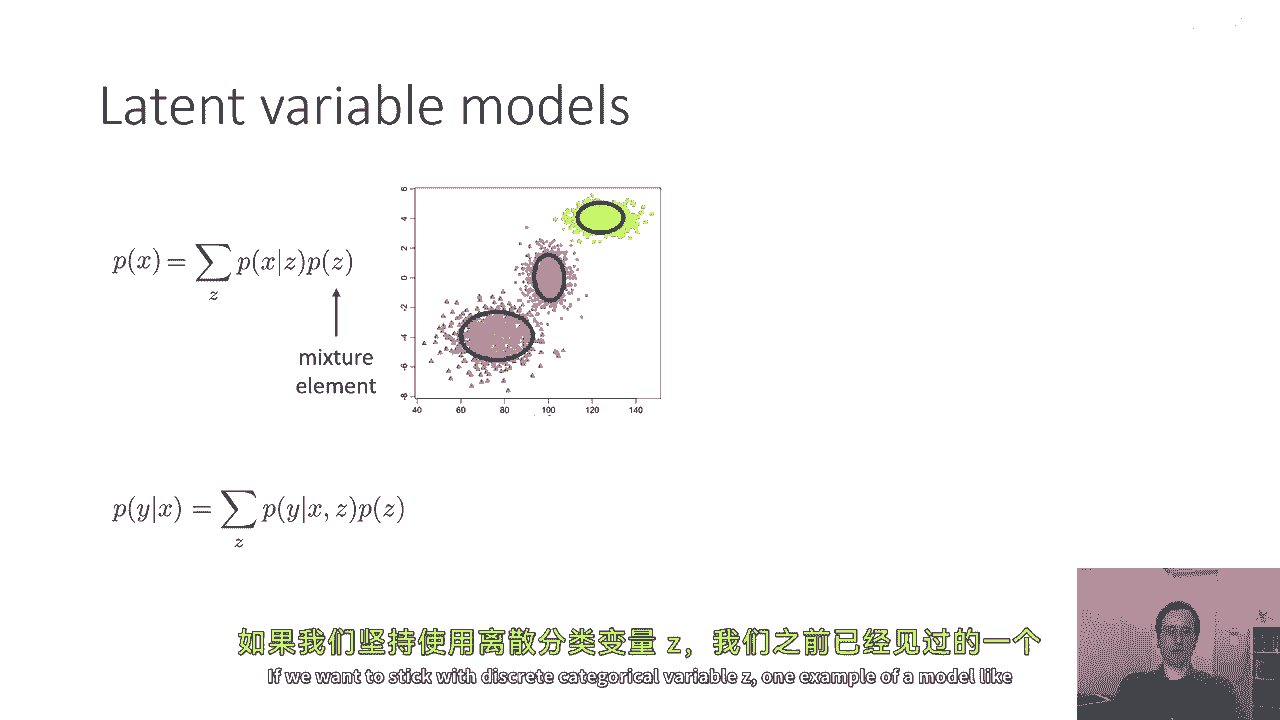 Latent variable models
p(x) = ∑_z p(x|z)p(z)
mixture
element
6
4
2
0
-2
-4
-6
-8
40 60 80 100 120 140
p(y|x) = ∑_z p(y|x, z)p(z)
如果我们坚持使用离散分类变量 z，我们之前已经见过的一个
If we want to stick with discrete categorical variable z, one example of a model like